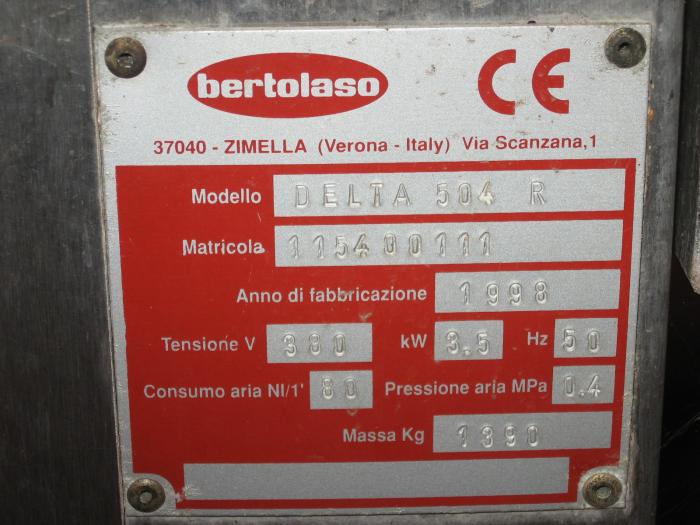 bertolaso CE
37040 - ZIMELLA (Verona - Italy) Via Scanzana,1
Modello DELTA 504 R
Matricola 115400111
Anno di fabbricazione 1998
Tensione V 380 kW 3.5 Hz 50
Consumo aria Nl/1' 80 Pressione aria MPa 0.4
Massa Kg 1390